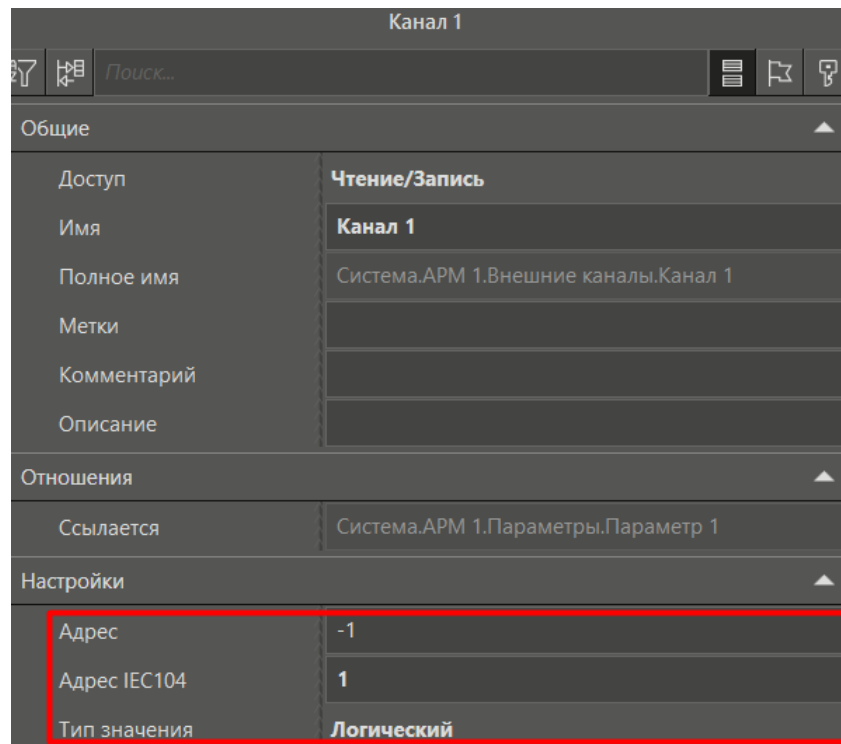 Канал 1
Поиск...
Общие
Доступ Чтение/Запись
Имя Канал 1
Полное имя Система.АРМ 1.Внешние каналы.Канал 1
Метки
Комментарий
Описание
Отношения
Ссылается Система.АРМ 1.Параметры.Параметр 1
Настройки
Адрес -1
Адрес IEC104 1
Тип значения Логический